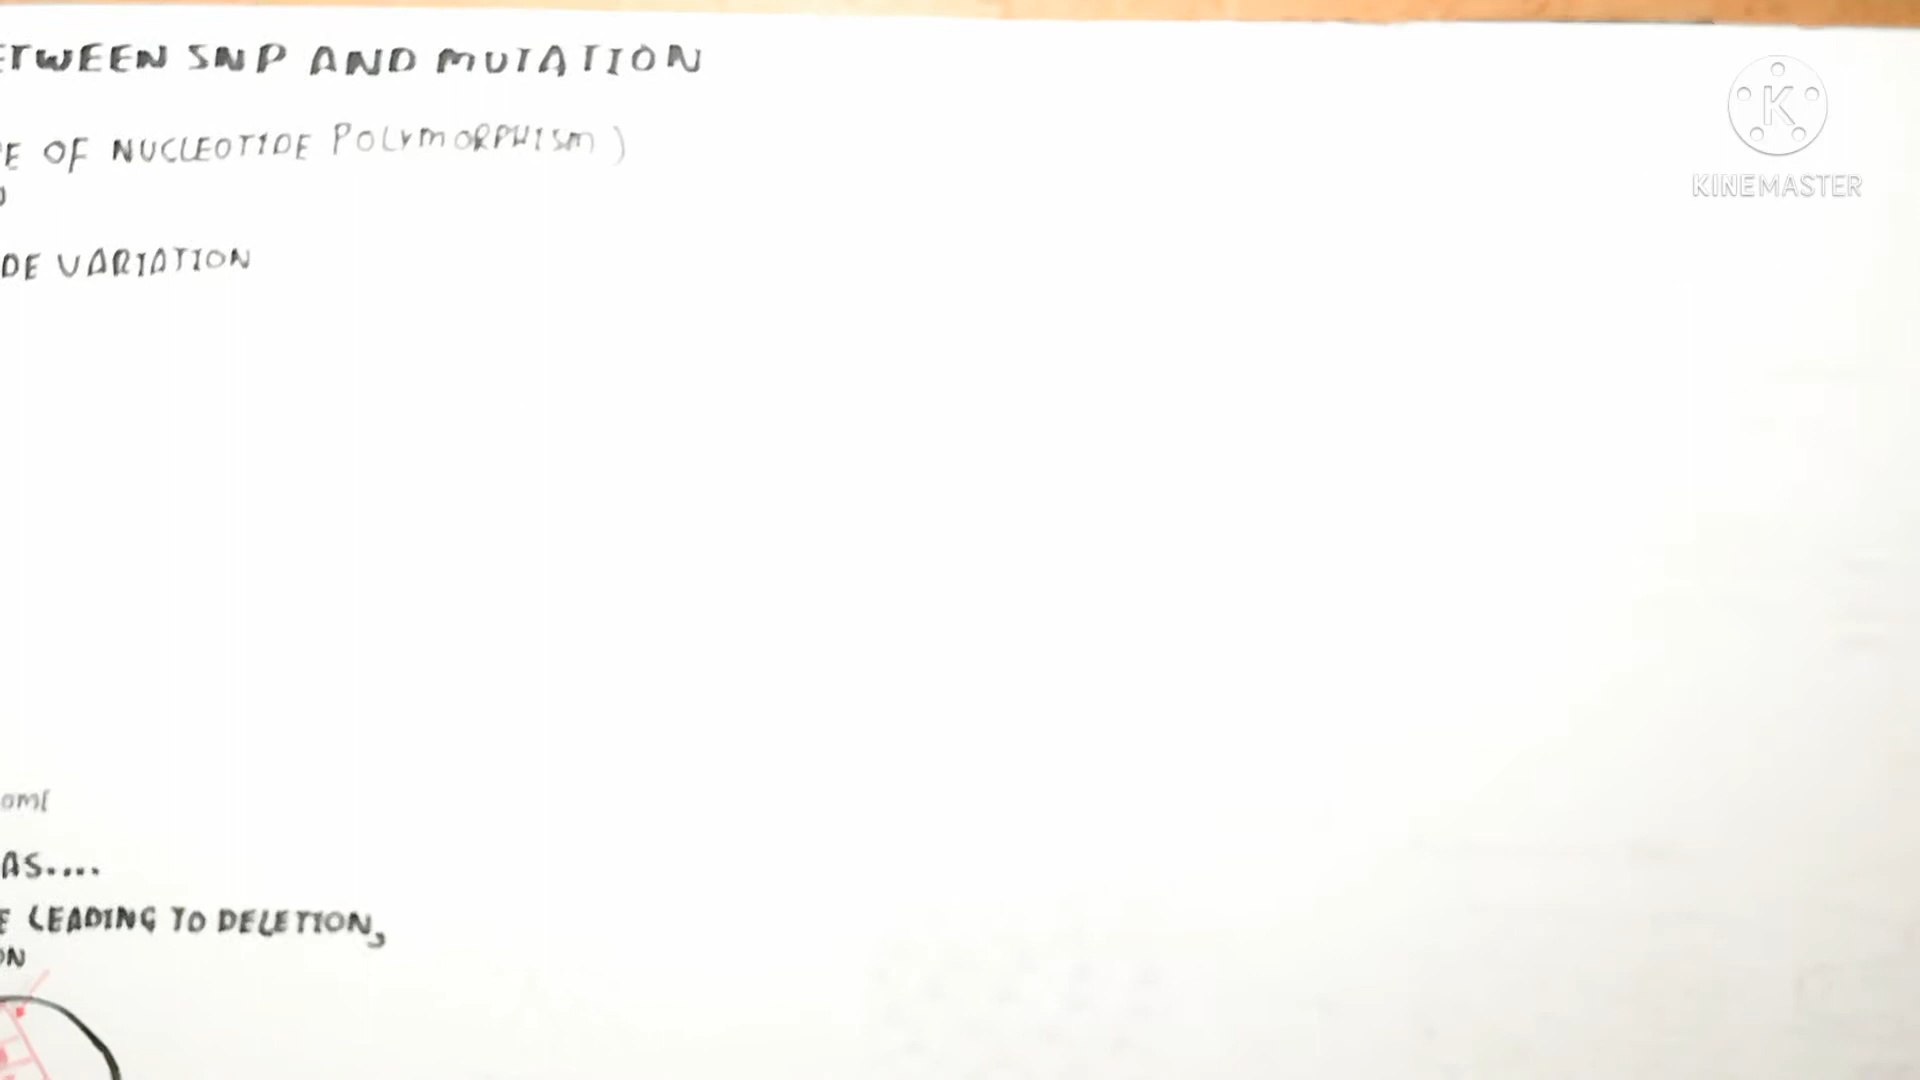 ETWEEN SNP AND MUTATION
E OF NUCLEOTIDE POLYMORPHISM)
DE VARIATION
AS....
E LEADING TO DELETION,
ON
KINEMASTER